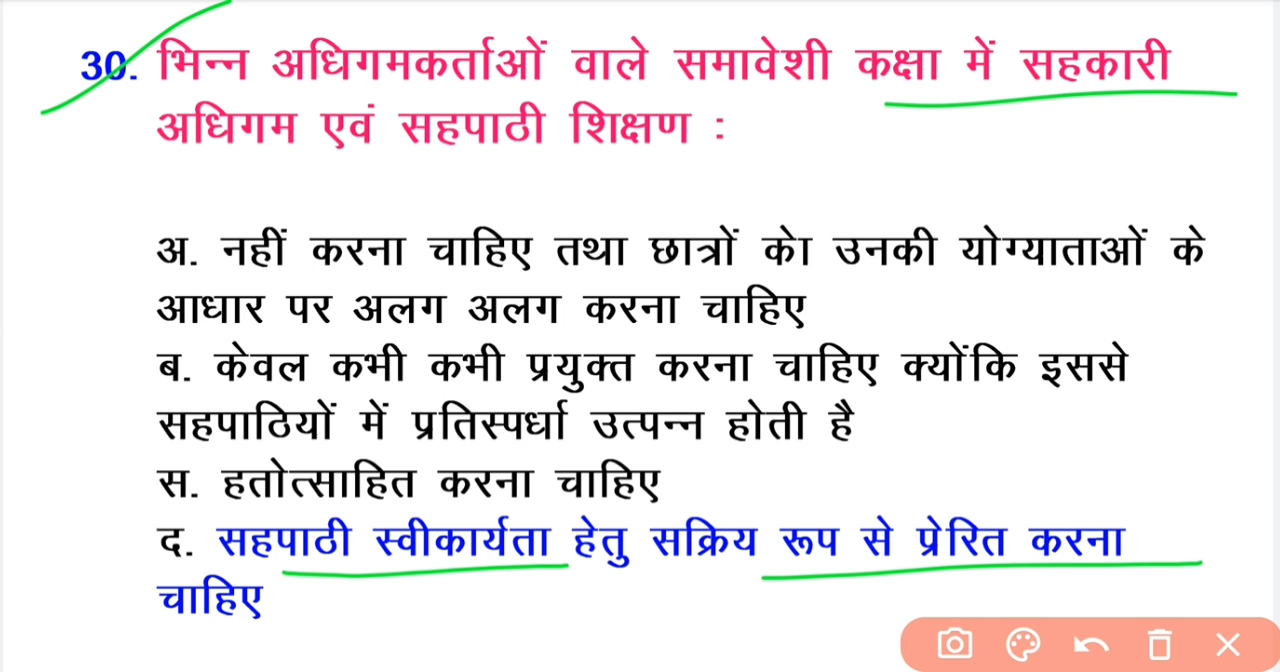 30. भिन्न अधिगमकर्ताओं वाले समावेशी कक्षा में सहकारी
अधिगम एवं सहपाठी शिक्षण :
अ. नहीं करना चाहिए तथा छात्रों केा उनकी योग्याताओं के
आधार पर अलग अलग करना चाहिए
ब. केवल कभी कभी प्रयुक्त करना चाहिए क्योंकि इससे
सहपाठियों में प्रतिस्पर्धा उत्पन्न होती है
स. हतोत्साहित करना चाहिए
द. सहपाठी स्वीकार्यता हेतु सक्रिय रूप से प्रेरित करना
चाहिए